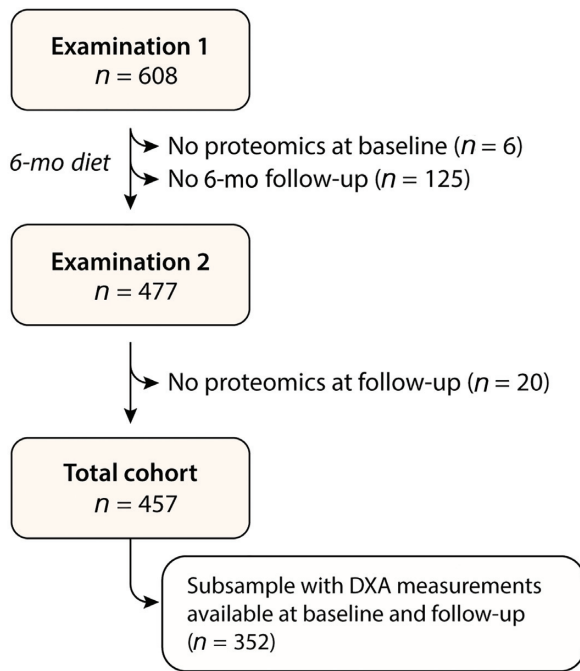 Examination 1
n = 608
6-mo diet
No proteomics at baseline (n = 6)
No 6-mo follow-up (n = 125)
Examination 2
n = 477
No proteomics at follow-up (n = 20)
Total cohort
n = 457
Subsample with DXA measurements
available at baseline and follow-up
(n = 352)